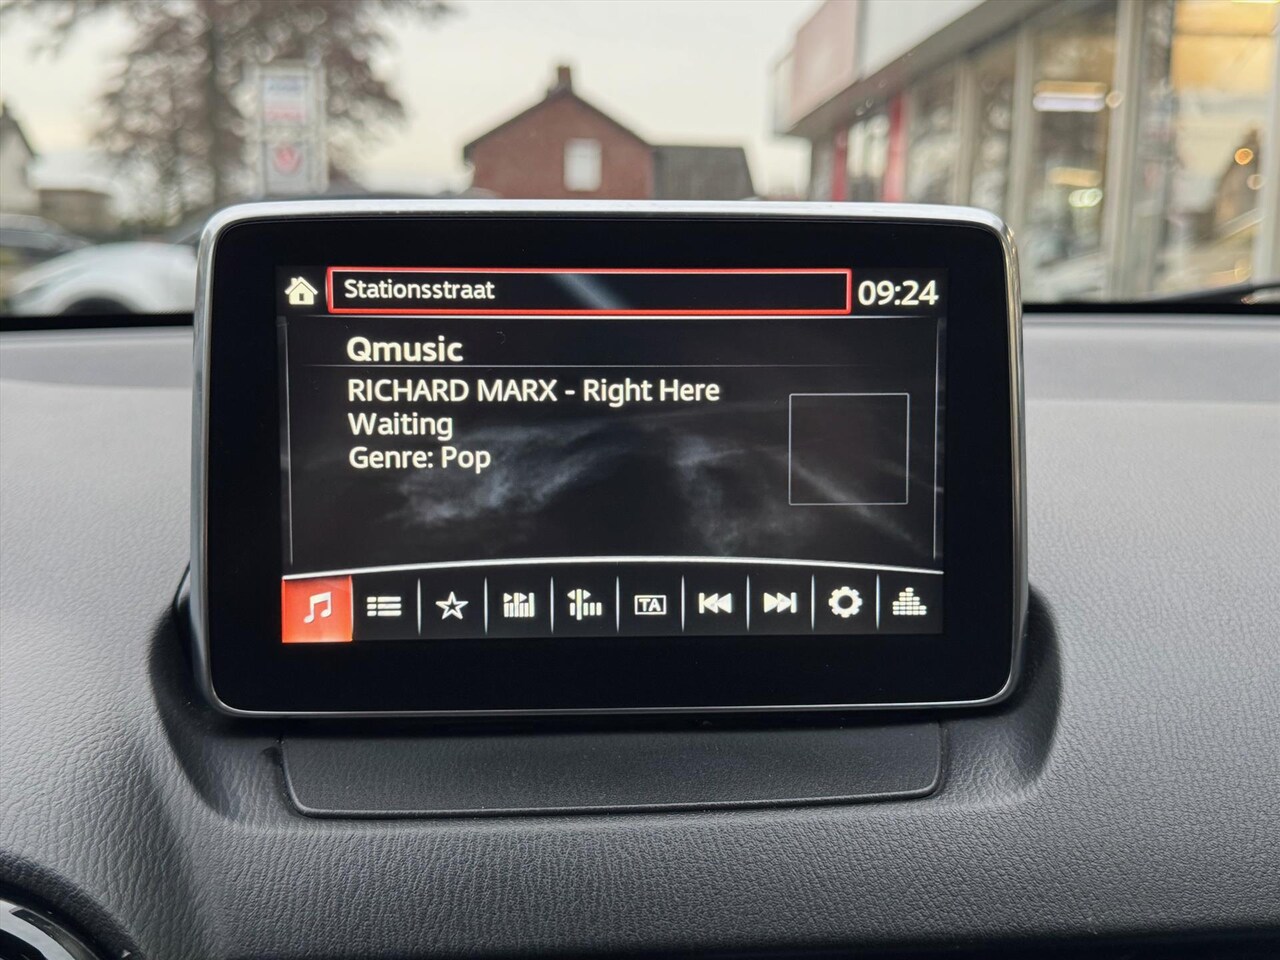 Stationsstraat
09:24
Qmusic
RICHARD MARX - Right Here
Waiting
Genre: Pop
TA